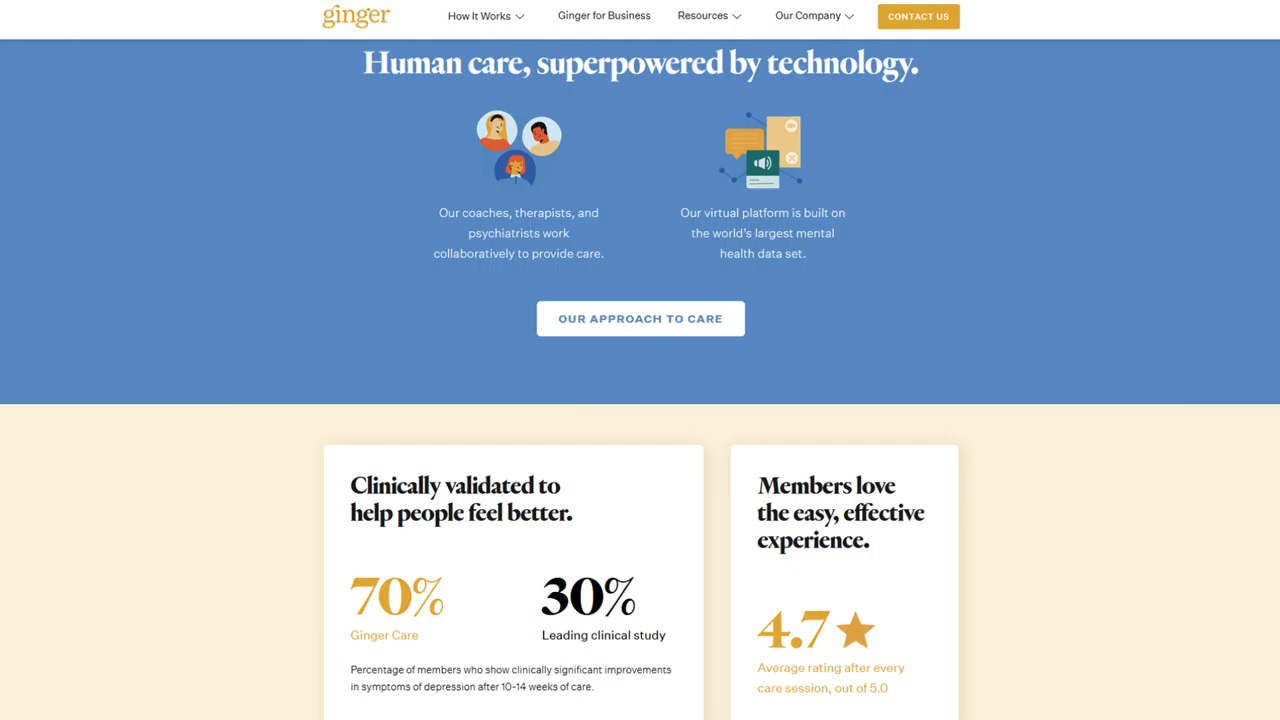 ginger
How It Works
Ginger for Business
Resources
Our Company
CONTACT US
Human care, superpowered by technology.
Our coaches, therapists, and
psychiatrists work
collaboratively to provide care.
Our virtual platform is built on
the world's largest mental
health data set.
OUR APPROACH TO CARE
Clinically validated to
help people feel better.
70%
Ginger Care
30%
Leading clinical study
Percentage of members who show clinically significant improvements
in symptoms of depression after 10-14 weeks of care.
Members love
the easy, effective
experience.
4.7
Average rating after every
care session, out of 5.0